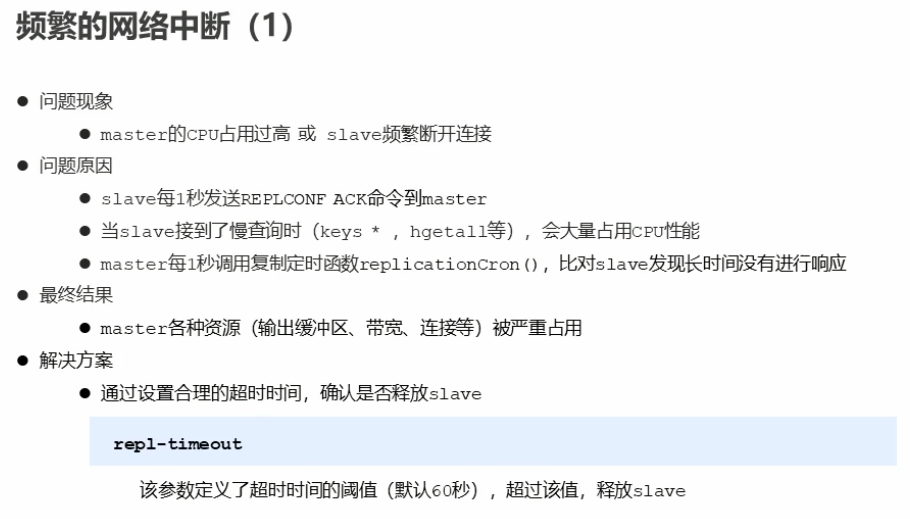 频繁的网络中断（1）
● 问题现象
● master的CPU占用过高 或 slave频繁断开连接
● 问题原因
● slave每1秒发送REPLCONF ACK命令到master
● 当slave接到了慢查询时（keys * ，hgetall等），会大量占用CPU性能
● master每1秒调用复制定时函数replicationCron()，比对slave发现长时间没有进行响应
● 最终结果
● master各种资源（输出缓冲区、带宽、连接等）被严重占用
● 解决方案
● 通过设置合理的超时时间，确认是否释放slave
repl-timeout
该参数定义了超时时间的阈值（默认60秒），超过该值，释放slave